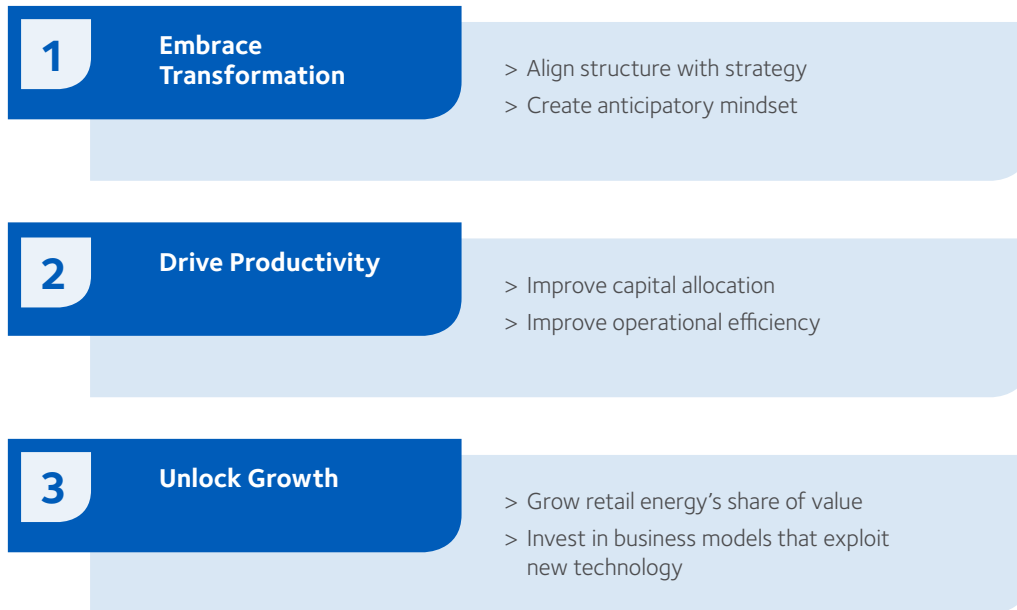 1
Embrace
Transformation
> Align structure with strategy
> Create anticipatory mindset
2
Drive Productivity
> Improve capital allocation
> Improve operational efficiency
3
Unlock Growth
> Grow retail energy’s share of value
> Invest in business models that exploit
new technology